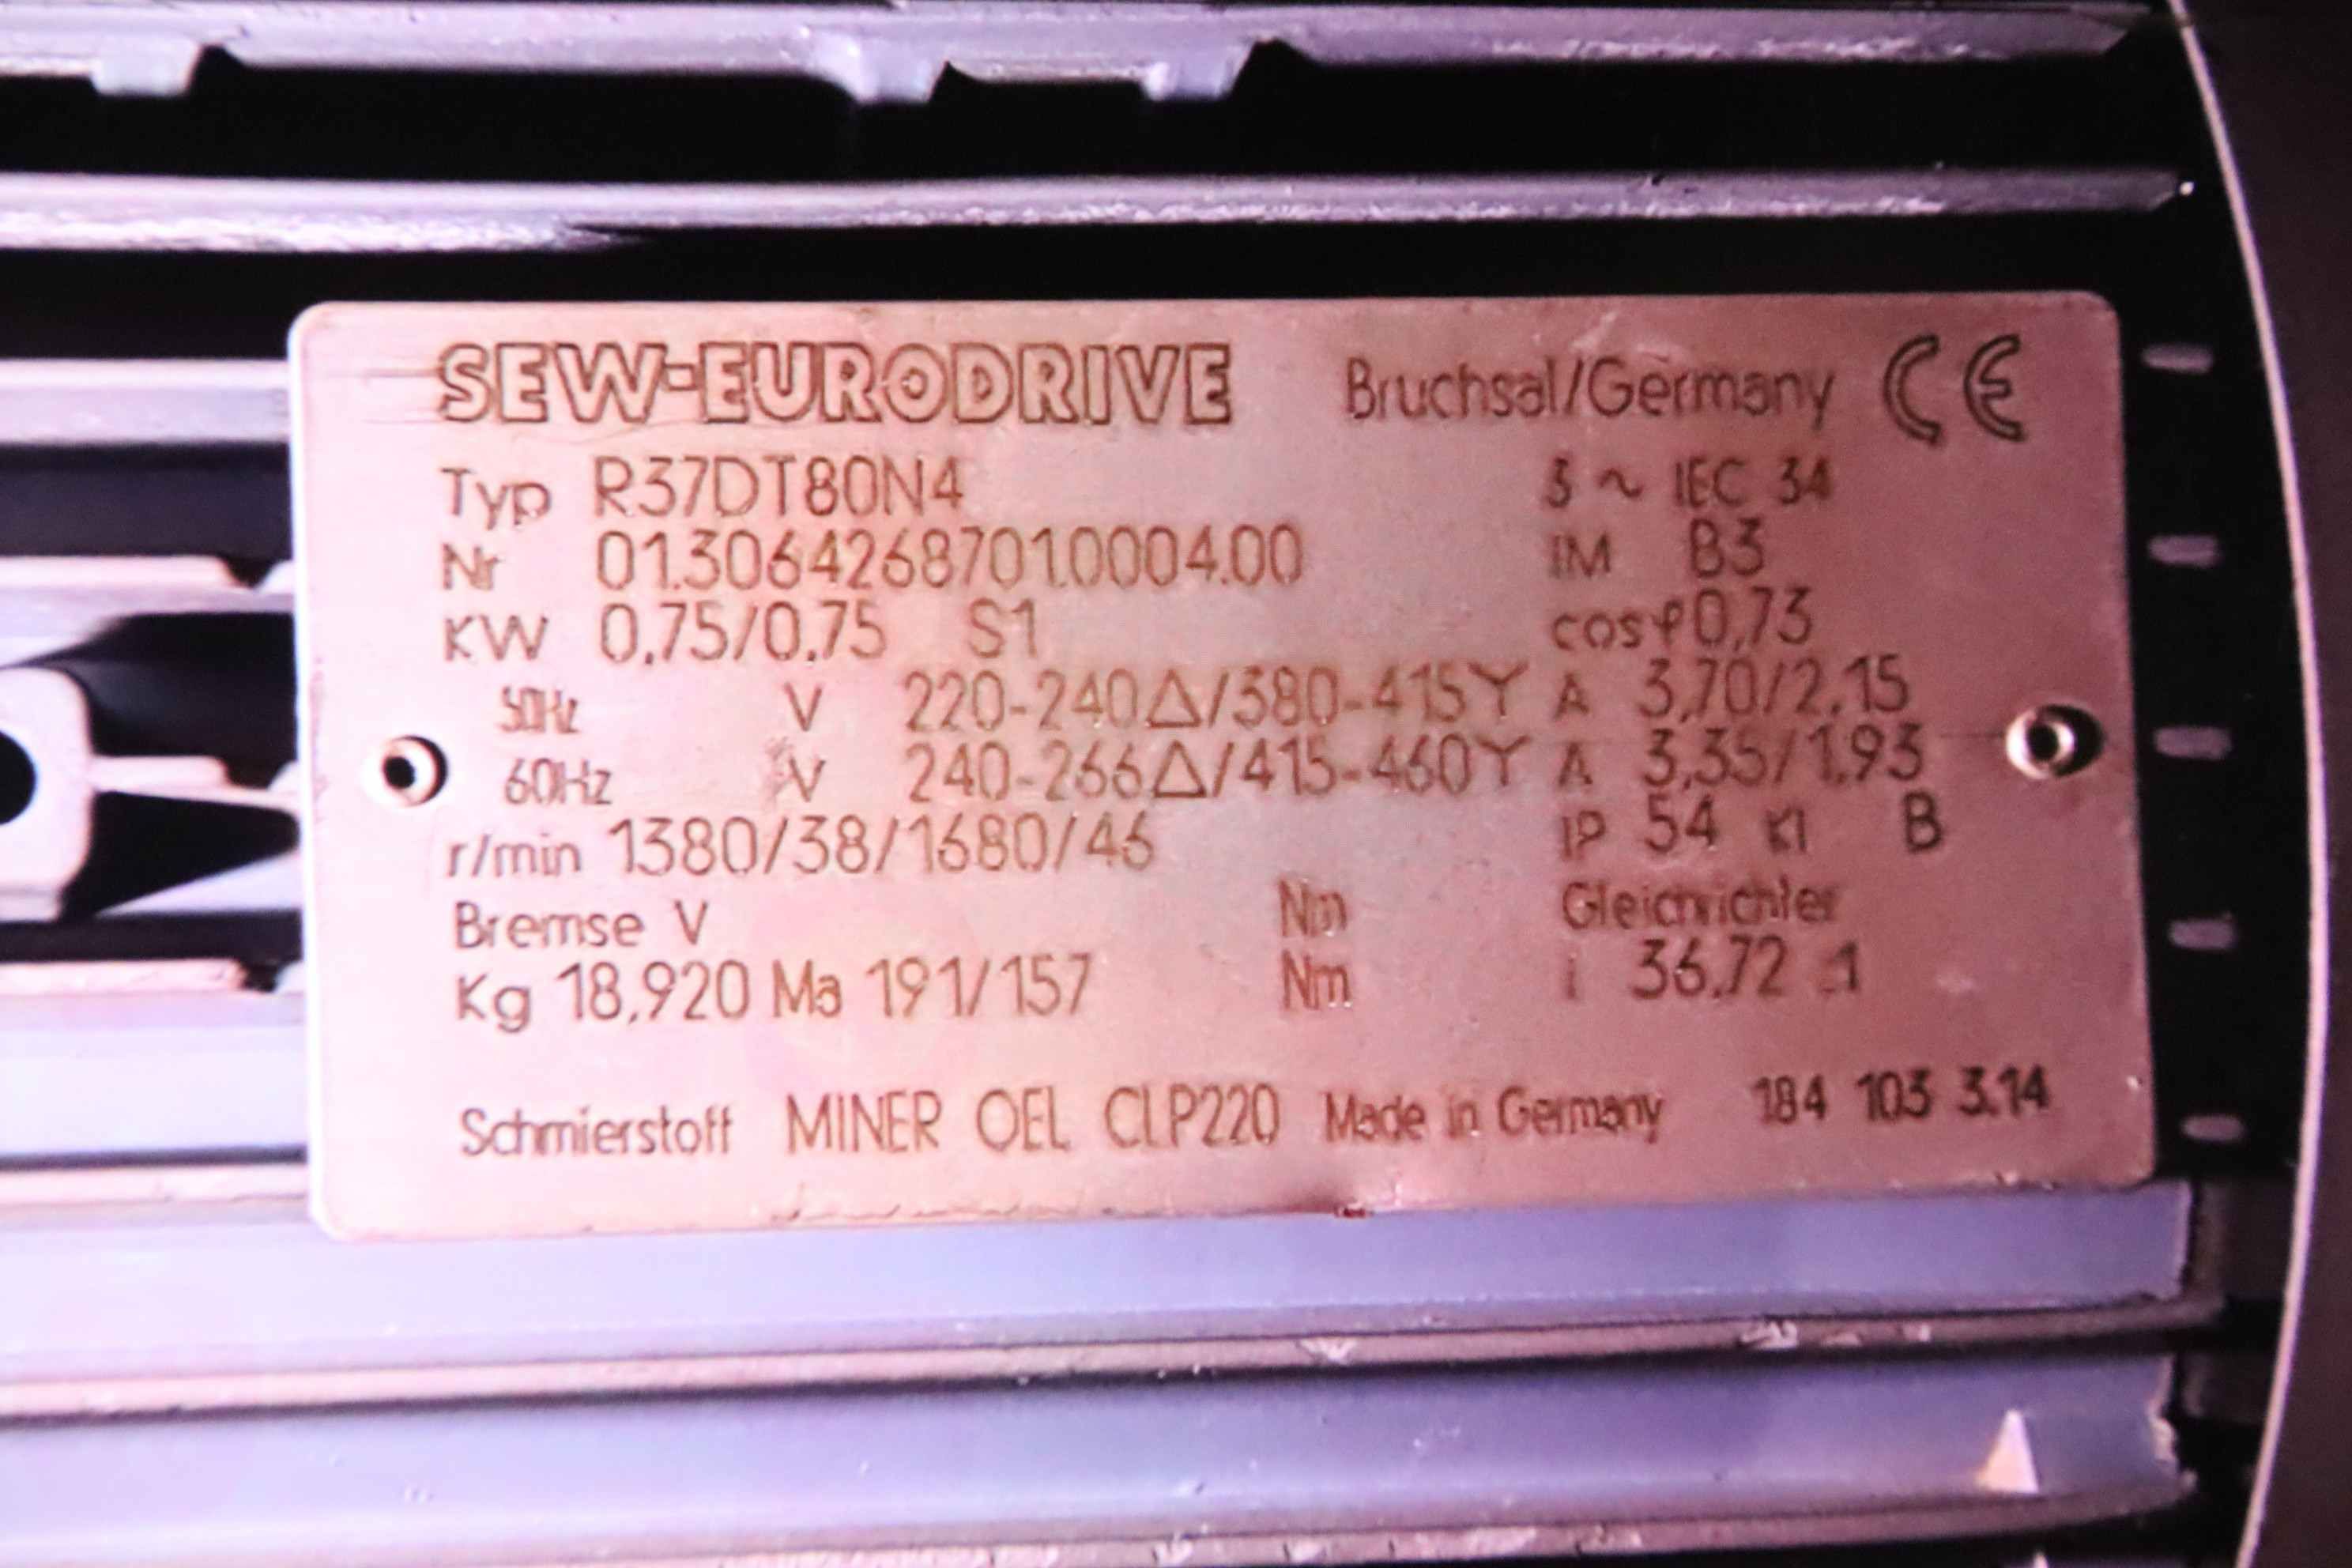 SEW-EURODRIVE Bruchsal/Germany CE
Typ R37DT80N4 3 ~ IEC 34
Nr 01.3064268701.0004.00 IM B3
KW 0,75/0,75 S1 cosφ 0,73
50Hz V 220-240△/380-415Y A 3,70/2,15
60Hz V 240-266△/415-460Y A 3,35/1,93
r/min 1380/38/1680/46 IP 54 Kl B
Bremse V Nm Gleichrichter
Kg 18,920 Ma 191/157 Nm i 36,72 :1
Schmierstoff MINER OEL CLP220 Made in Germany 184 103 3.14